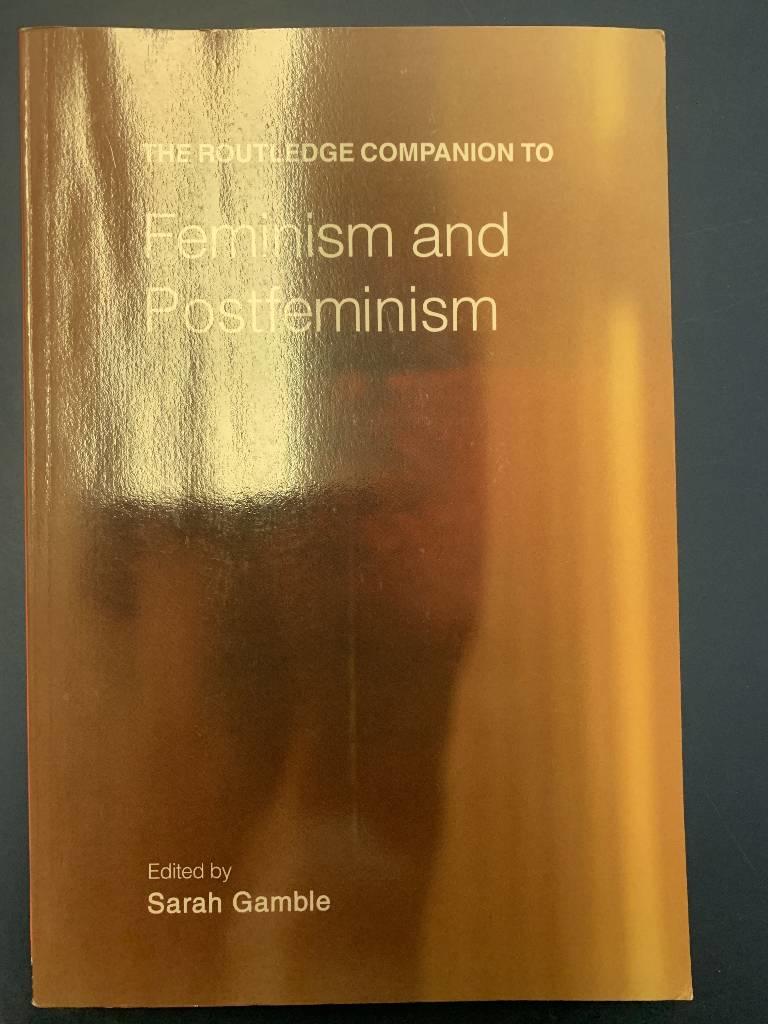 THE ROUTLEDGE COMPANION TO
Feminism and
Postfeminism
Edited by
Sarah Gamble